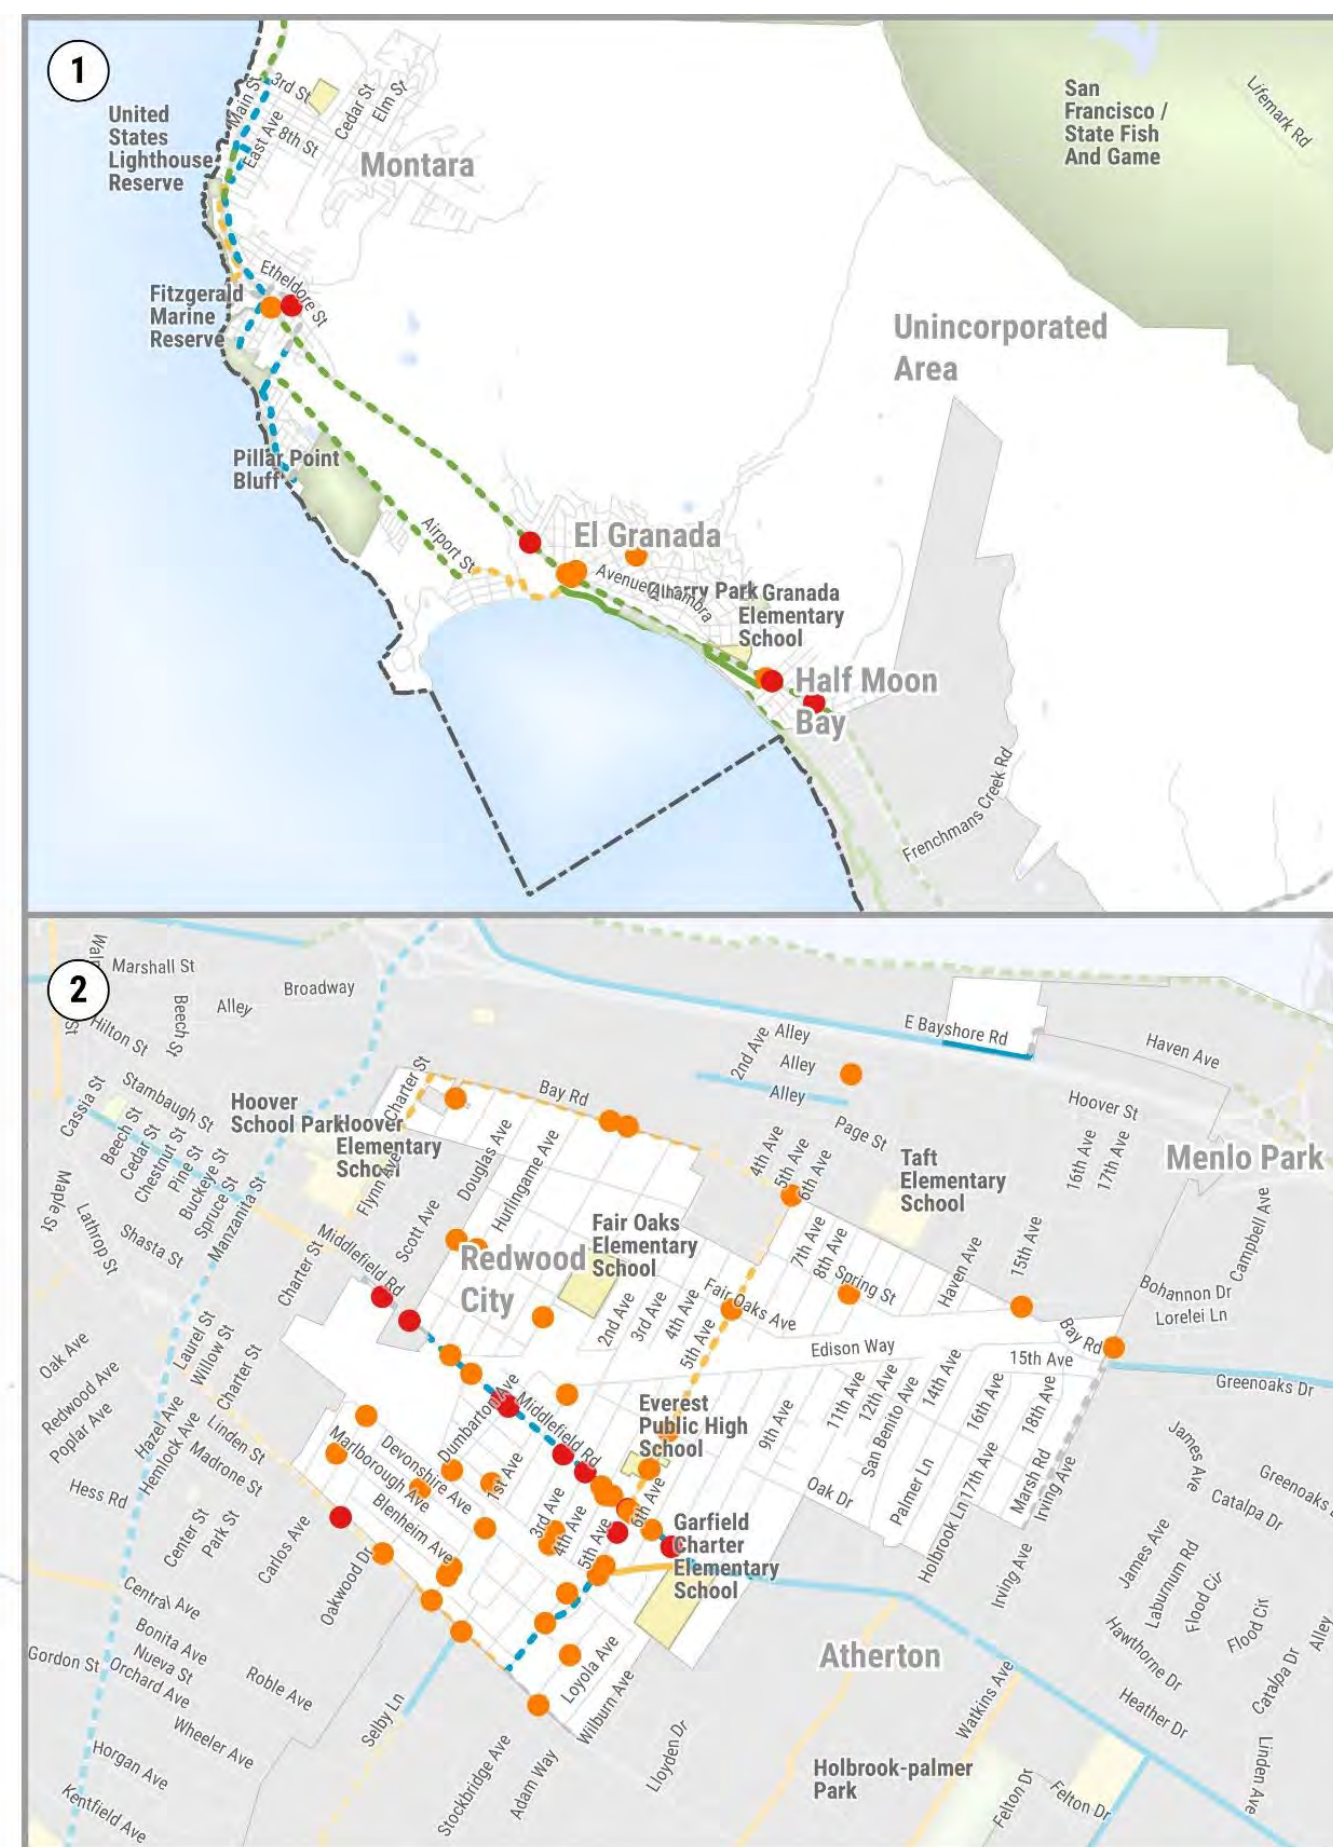 1
United
States
Lighthouse
Reserve
Main St
3rd St
East Ave
8th St
Cedar St
Elm St
Montara
San
Francisco /
State Fish
And Game
Lifemark Rd
Etheldore St
Fitzgerald
Marine
Reserve
Unincorporated
Area
Pillar Point
Bluff
Airport St
El Granada
Avenue Alhambra
Quarry Park
Granada
Elementary
School
Half Moon
Bay
Frenchmans Creek Rd
2
Marshall St
Beech St
Alley
Broadway
Hilton St
Stambaugh St
Cassia St
Beech St
Cedar St
Chestnut St
Pine St
Buckeye St
Spruce St
Manzanita St
Maple St
Lathrop St
Shasta St
Hoover
School Park
Hoover
Elementary
School
Charter St
Flynn Ave
Bay Rd
Douglas Ave
Hurlingame Ave
Scott Ave
Middlefield Rd
Charter St
2nd Ave
Alley
Alley
Alley
E Bayshore Rd
Haven Ave
Hoover St
Page St
4th Ave
5th Ave
6th Ave
Taft
Elementary
School
16th Ave
17th Ave
Menlo Park
Campbell Ave
Redwood
City
Fair Oaks
Elementary
School
7th Ave
8th Ave
Spring St
Haven Ave
15th Ave
Bohannon Dr
Lorelei Ln
2nd Ave
3rd Ave
4th Ave
5th Ave
Fair Oaks Ave
Edison Way
Bay Rd
15th Ave
Greenoaks Dr
Oak Ave
Redwood Ave
Poplar Ave
Laurel St
Willow St
Charter St
Hazel Ave
Hemlock Ave
Linden St
Madrone St
Hess Rd
Center St
Park St
Carlos Ave
Marlborough Ave
Devonshire Ave
Blenheim Ave
Dumbarton Ave
Middlefield Rd
1st Ave
3rd Ave
4th Ave
5th Ave
6th Ave
Everest
Public High
School
9th Ave
11th Ave
12th Ave
San Benito Ave
14th Ave
16th Ave
18th Ave
Oak Dr
Palmer Ln
Holbrook Ln
17th Ave
Marsh Rd
Irving Ave
Irving Ave
James Ave
Greenoaks
Catalpa Dr
James Ave
Laburnum Rd
Flood Cir
Flood Cir
Alley
Catalpa Dr
Hawthorne Dr
Heather Dr
Linden Ave
Garfield
Charter
Elementary
School
Oakwood Dr
Central Ave
Bonita Ave
Nueva St
Orchard Ave
Gordon St
Roble Ave
Wheeler Ave
Horgan Ave
Kentfield Ave
Selby Ln
Stockbridge Ave
Adam Way
Loyola Ave
Wilburn Ave
Lloyden Dr
Atherton
Watkins Ave
Holbrook-palmer
Park
Felton Dr
Felton Dr